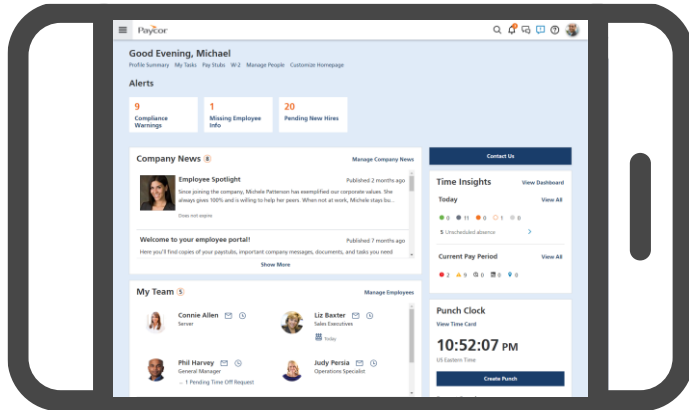 Paycor
Good Evening, Michael
Profile Summary My Tasks Pay Stubs W-2 Manage People Customize Homepage
Alerts
9
Compliance
Warnings
1
Missing Employee
Info
20
Pending New Hires
Company News 8
Manage Company News
Employee Spotlight
Published 2 months ago
Since joining the company, Michele Patterson has exemplified our corporate values. She
always gives 100% and is willing to help her peers. When not at work, Michele stays bu...
Does not expire
Welcome to your employee portal!
Published 7 months ago
Here you'll find copies of your paystubs, important company messages, documents, and tasks you need
Show More
My Team 5
Manage Employees
Connie Allen
Server
Liz Baxter
Sales Executives
Today
Phil Harvey
General Manager
... 1 Pending Time Off Request
Judy Persia
Operations Specialist
Contact Us
Time Insights
View Dashboard
Today
View All
0 11 0 1 0
5 Unscheduled absence
Current Pay Period
View All
2 9 0 0 0
Punch Clock
View Time Card
10:52:07 PM
US Eastern Time
Create Punch